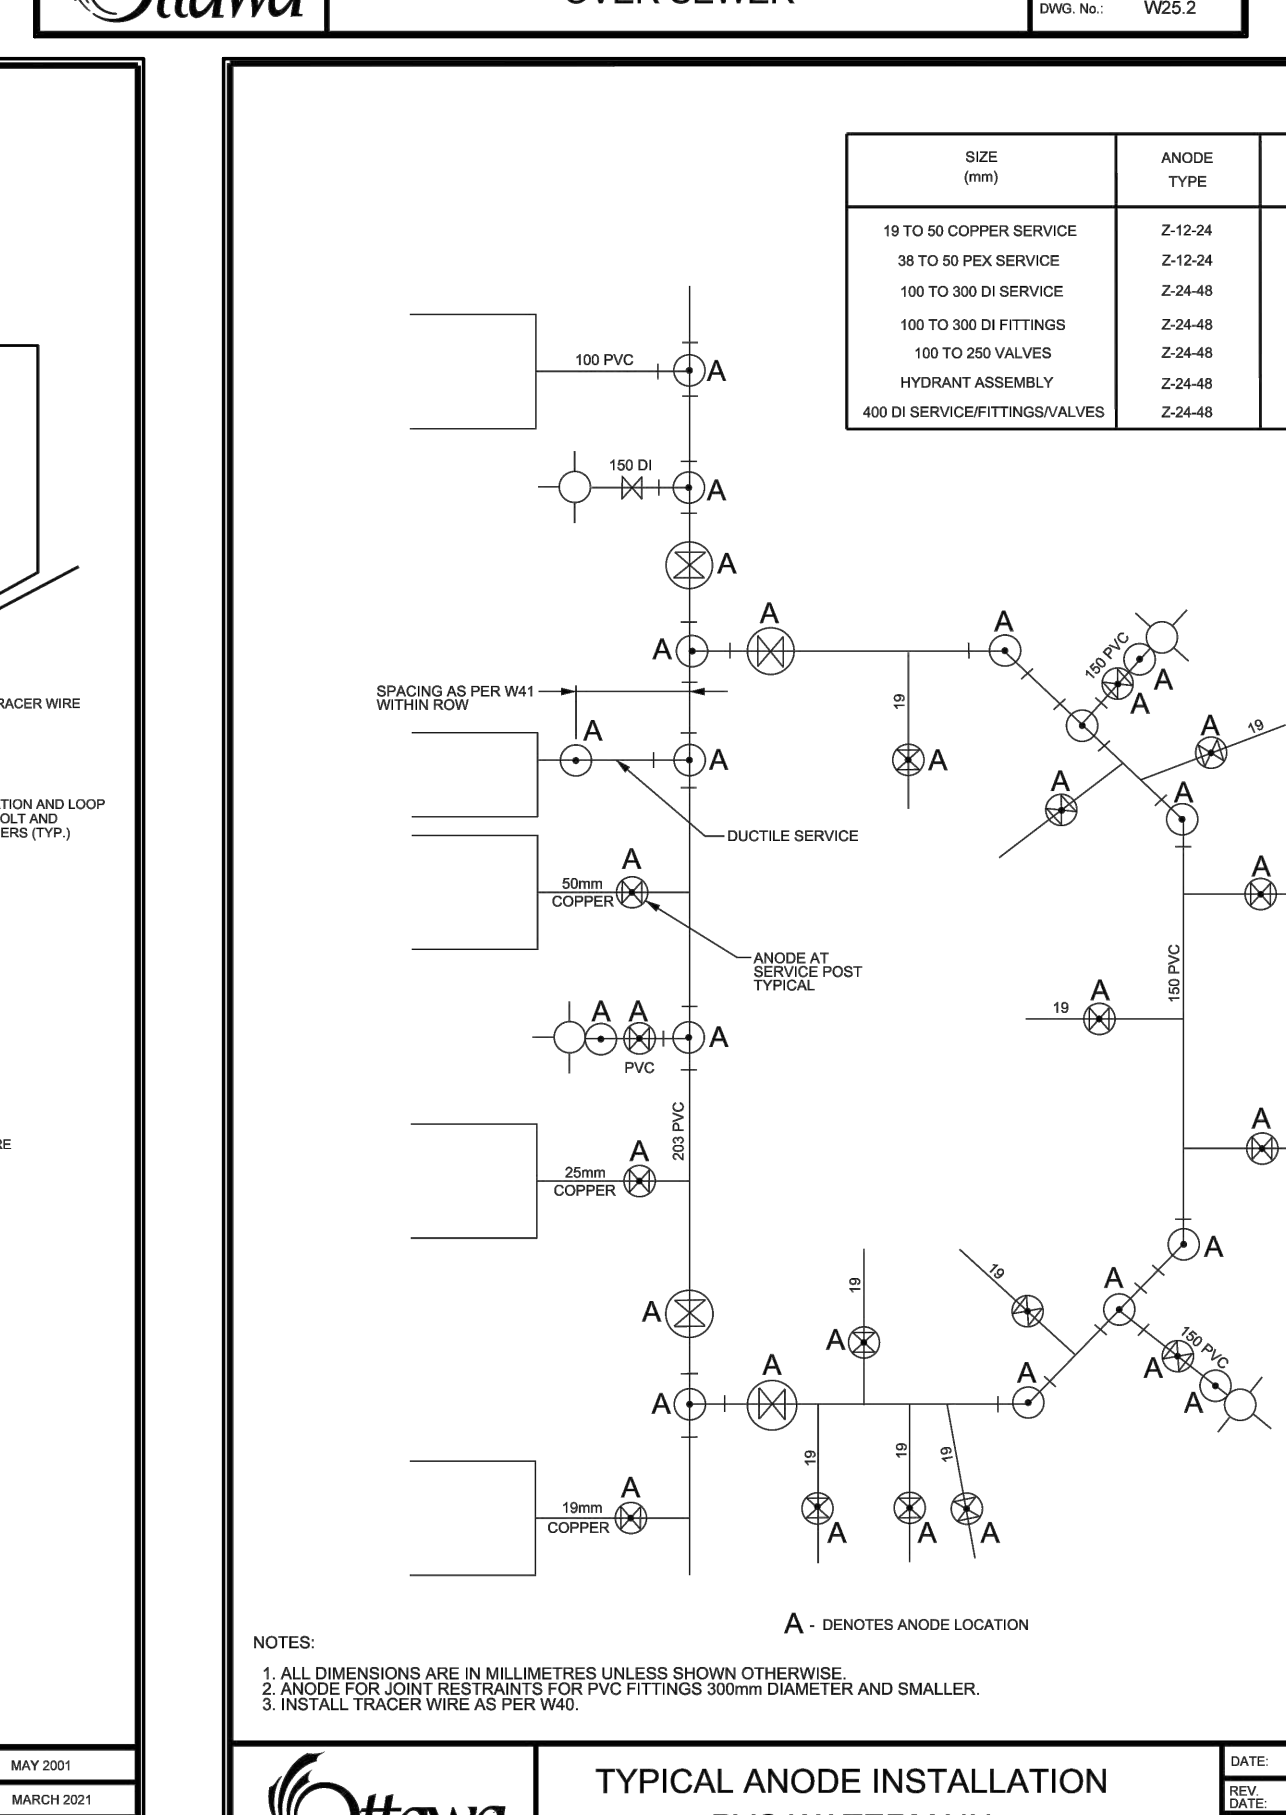 Ottawa
OVER SEWER
DWG. No.: W25.2
SIZE
(mm)
ANODE
TYPE
19 TO 50 COPPER SERVICE Z-12-24
38 TO 50 PEX SERVICE Z-12-24
100 TO 300 DI SERVICE Z-24-48
100 TO 300 DI FITTINGS Z-24-48
100 TO 250 VALVES Z-24-48
HYDRANT ASSEMBLY Z-24-48
400 DI SERVICE/FITTINGS/VALVES Z-24-48
100 PVC
A
150 DI
A
A
A
A
A
150 PVC
A
A
SPACING AS PER W41
WITHIN ROW
RACER WIRE
19
A
A
A
A
A
19
A
A
TION AND LOOP
OLT AND
ERS (TYP.)
DUCTILE SERVICE
A
50mm
COPPER
A
ANODE AT
SERVICE POST
TYPICAL
150 PVC
19
A
A
A
A
PVC
203 PVC
RE
A
25mm
COPPER
A
A
19
19
A
A
A
150 PVC
A
A
A
A
A
19
19
19
19mm
COPPER
A
A
A
A
A - DENOTES ANODE LOCATION
NOTES:
1. ALL DIMENSIONS ARE IN MILLIMETRES UNLESS SHOWN OTHERWISE.
2. ANODE FOR JOINT RESTRAINTS FOR PVC FITTINGS 300mm DIAMETER AND SMALLER.
3. INSTALL TRACER WIRE AS PER W40.
MAY 2001
MARCH 2021
Ottawa
TYPICAL ANODE INSTALLATION
PVC WATERMAIN
DATE:
REV.
DATE: